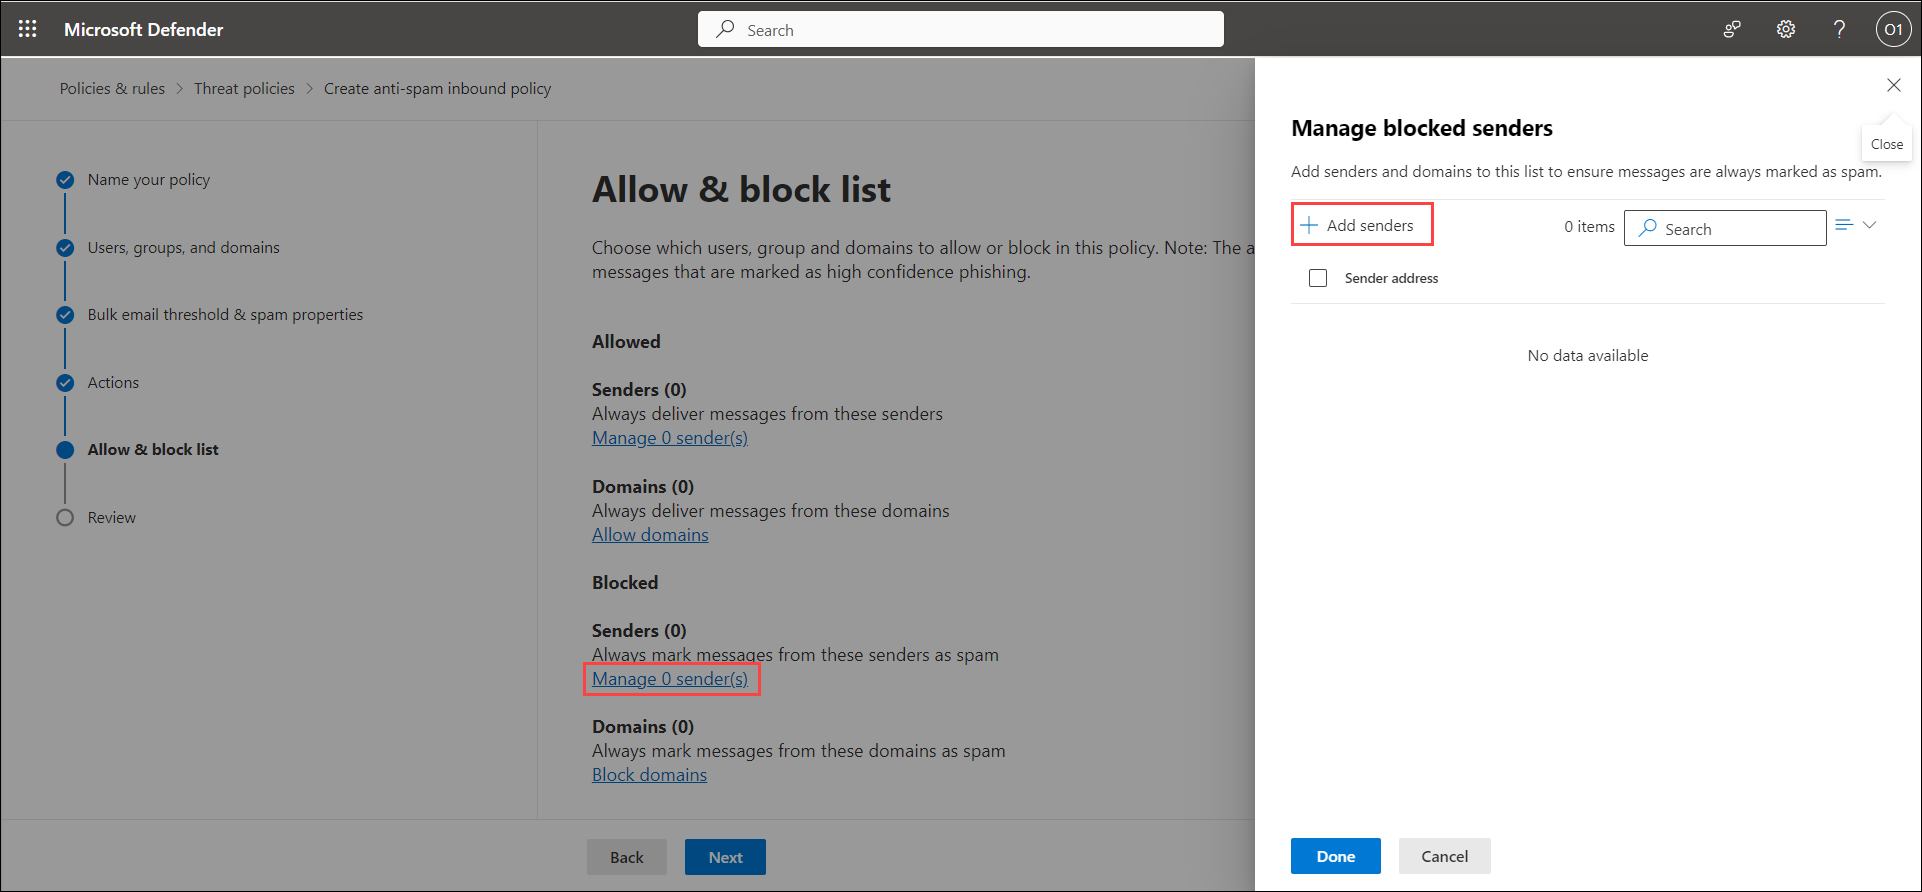 Microsoft Defender
Search
O1
Policies & rules > Threat policies > Create anti-spam inbound policy
Name your policy
Users, groups, and domains
Bulk email threshold & spam properties
Actions
Allow & block list
Review
Allow & block list
Choose which users, group and domains to allow or block in this policy. Note: The a
messages that are marked as high confidence phishing.
Allowed
Senders (0)
Always deliver messages from these senders
Manage 0 sender(s)
Domains (0)
Always deliver messages from these domains
Allow domains
Blocked
Senders (0)
Always mark messages from these senders as spam
Manage 0 sender(s)
Domains (0)
Always mark messages from these domains as spam
Block domains
Back
Next
Manage blocked senders
Close
Add senders and domains to this list to ensure messages are always marked as spam.
Add senders
0 items
Search
Sender address
No data available
Done
Cancel